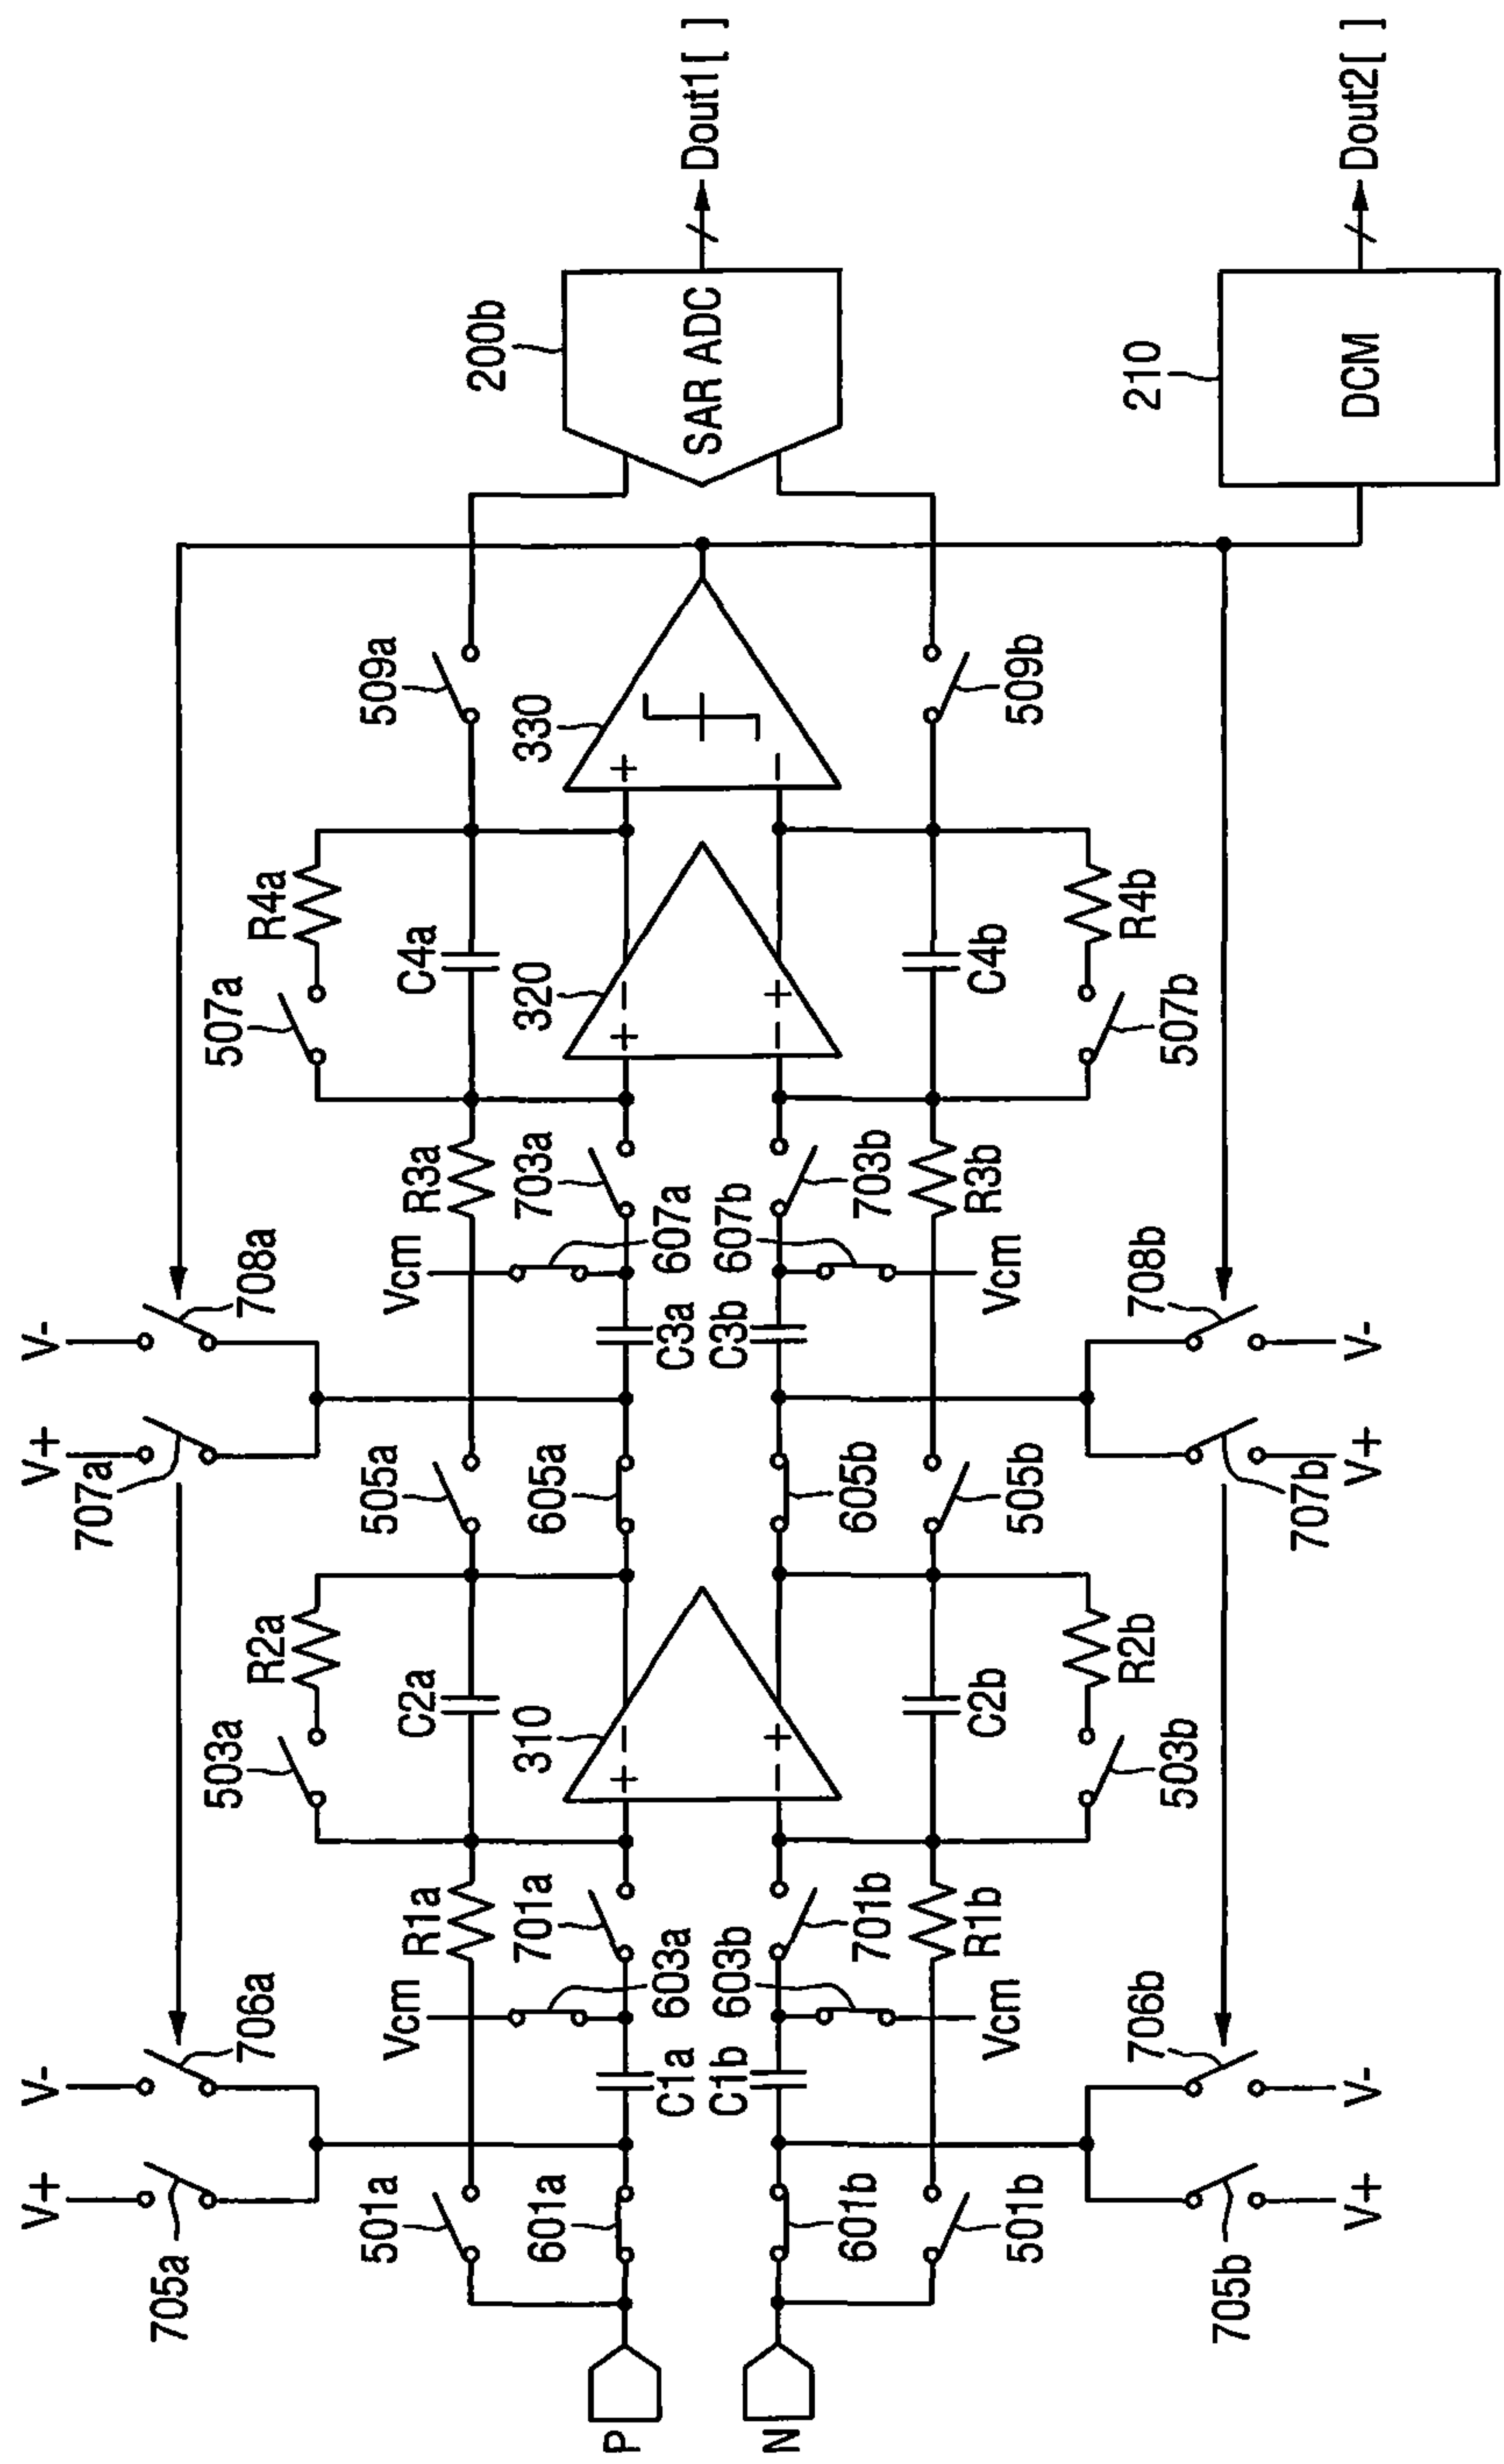 V+
V-
V+
V-
705a
706a
707a
708a
503a
R2a
507a
R4a
501a
R1a
C2a
505a
R3a
C4a
509a
Vcm
Vcm
601a
701a
310
605a
703a
320
330
200b
P
C1a
603a
+
-
C3a
607a
+
-
+
SAR ADC
Dout1[ ]
N
C1b
603b
-
+
C3b
607b
-
+
-
601b
701b
605b
703b
501b
R1b
C2b
505b
R3b
C4b
509b
Vcm
Vcm
503b
R2b
507b
R4b
210
705b
706b
707b
708b
V+
V-
V+
V-
DCM
Dout2[ ]